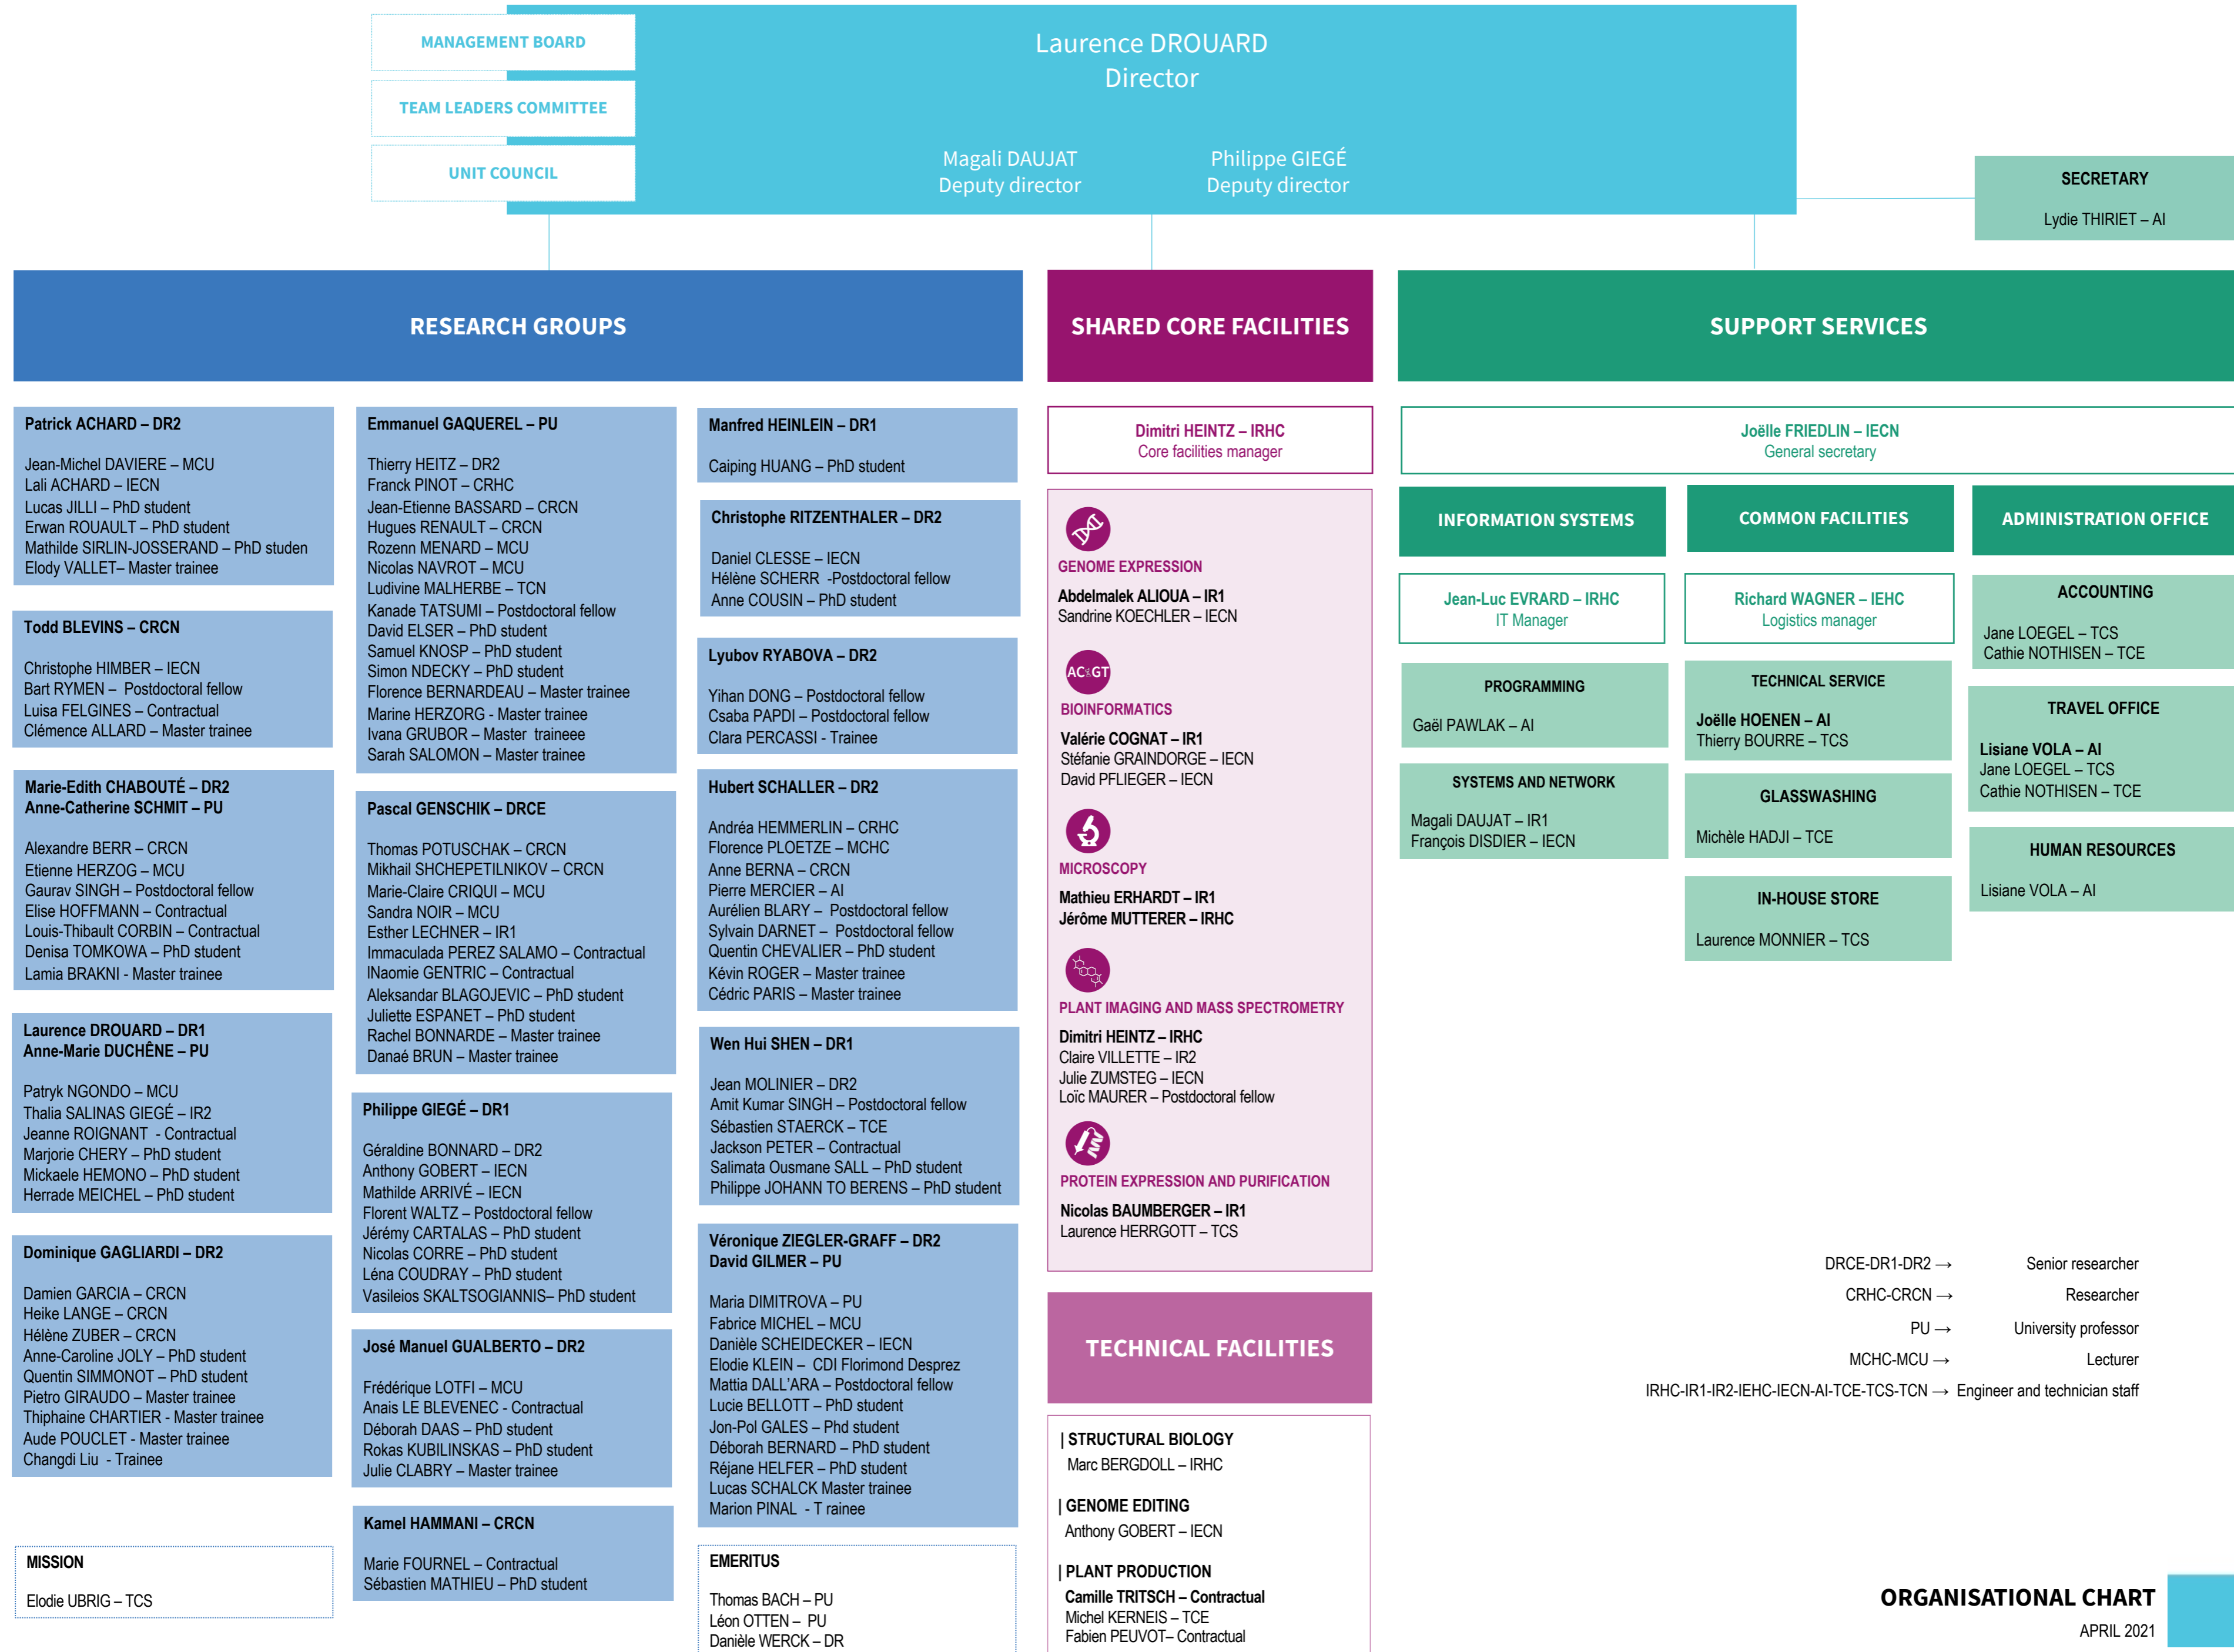 MANAGEMENT BOARD
TEAM LEADERS COMMITTEE
UNIT COUNCIL
Laurence DROUARD
Director
Magali DAUJAT
Deputy director
Philippe GIEGÉ
Deputy director
SECRETARY
Lydie THIRIET – AI
RESEARCH GROUPS
Patrick ACHARD – DR2
Jean-Michel DAVIERE – MCU
Lali ACHARD – IECN
Lucas JILLI – PhD student
Erwan ROUAULT – PhD student
Mathilde SIRLIN-JOSSERAND – PhD studen
Elody VALLET– Master trainee
Todd BLEVINS – CRCN
Christophe HIMBER – IECN
Bart RYMEN – Postdoctoral fellow
Luisa FELGINES – Contractual
Clémence ALLARD – Master trainee
Marie-Edith CHABOUTÉ – DR2
Anne-Catherine SCHMIT – PU
Alexandre BERR – CRCN
Etienne HERZOG – MCU
Gaurav SINGH – Postdoctoral fellow
Elise HOFFMANN – Contractual
Louis-Thibault CORBIN – Contractual
Denisa TOMKOWA – PhD student
Lamia BRAKNI - Master trainee
Laurence DROUARD – DR1
Anne-Marie DUCHÊNE – PU
Patryk NGONDO – MCU
Thalia SALINAS GIEGÉ – IR2
Jeanne ROIGNANT - Contractual
Marjorie CHERY – PhD student
Mickaele HEMONO – PhD student
Herrade MEICHEL – PhD student
Dominique GAGLIARDI – DR2
Damien GARCIA – CRCN
Heike LANGE – CRCN
Hélène ZUBER – CRCN
Anne-Caroline JOLY – PhD student
Quentin SIMMONOT – PhD student
Pietro GIRAUDO – Master trainee
Thiphaine CHARTIER - Master trainee
Aude POUCLET - Master trainee
Changdi Liu - Trainee
MISSION
Elodie UBRIG – TCS
Emmanuel GAQUEREL – PU
Thierry HEITZ – DR2
Franck PINOT – CRHC
Jean-Etienne BASSARD – CRCN
Hugues RENAULT – CRCN
Rozenn MENARD – MCU
Nicolas NAVROT – MCU
Ludivine MALHERBE – TCN
Kanade TATSUMI – Postdoctoral fellow
David ELSER – PhD student
Samuel KNOSP – PhD student
Simon NDECKY – PhD student
Florence BERNARDEAU – Master trainee
Marine HERZORG - Master trainee
Ivana GRUBOR – Master traineee
Sarah SALOMON – Master trainee
Pascal GENSCHIK – DRCE
Thomas POTUSCHAK – CRCN
Mikhail SHCHEPETILNIKOV – CRCN
Marie-Claire CRIQUI – MCU
Sandra NOIR – MCU
Esther LECHNER – IR1
Immaculada PEREZ SALAMO – Contractual
INaomie GENTRIC – Contractual
Aleksandar BLAGOJEVIC – PhD student
Juliette ESPANET – PhD student
Rachel BONNARDE – Master trainee
Danaé BRUN – Master trainee
Philippe GIEGÉ – DR1
Géraldine BONNARD – DR2
Anthony GOBERT – IECN
Mathilde ARRIVÉ – IECN
Florent WALTZ – Postdoctoral fellow
Jérémy CARTALAS – PhD student
Nicolas CORRE – PhD student
Léna COUDRAY – PhD student
Vasileios SKALTSOGIANNIS– PhD student
José Manuel GUALBERTO – DR2
Frédérique LOTFI – MCU
Anais LE BLEVENEC - Contractual
Déborah DAAS – PhD student
Rokas KUBILINSKAS – PhD student
Julie CLABRY – Master trainee
Kamel HAMMANI – CRCN
Marie FOURNEL – Contractual
Sébastien MATHIEU – PhD student
Manfred HEINLEIN – DR1
Caiping HUANG – PhD student
Christophe RITZENTHALER – DR2
Daniel CLESSE – IECN
Hélène SCHERR -Postdoctoral fellow
Anne COUSIN – PhD student
Lyubov RYABOVA – DR2
Yihan DONG – Postdoctoral fellow
Csaba PAPDI – Postdoctoral fellow
Clara PERCASSI - Trainee
Hubert SCHALLER – DR2
Andréa HEMMERLIN – CRHC
Florence PLOETZE – MCHC
Anne BERNA – CRCN
Pierre MERCIER – AI
Aurélien BLARY – Postdoctoral fellow
Sylvain DARNET – Postdoctoral fellow
Quentin CHEVALIER – PhD student
Kévin ROGER – Master trainee
Cédric PARIS – Master trainee
Wen Hui SHEN – DR1
Jean MOLINIER – DR2
Amit Kumar SINGH – Postdoctoral fellow
Sébastien STAERCK – TCE
Jackson PETER – Contractual
Salimata Ousmane SALL – PhD student
Philippe JOHANN TO BERENS – PhD student
Véronique ZIEGLER-GRAFF – DR2
David GILMER – PU
Maria DIMITROVA – PU
Fabrice MICHEL – MCU
Danièle SCHEIDECKER – IECN
Elodie KLEIN – CDI Florimond Desprez
Mattia DALL'ARA – Postdoctoral fellow
Lucie BELLOTT – PhD student
Jon-Pol GALES – Phd student
Déborah BERNARD – PhD student
Réjane HELFER – PhD student
Lucas SCHALCK Master trainee
Marion PINAL - T rainee
EMERITUS
Thomas BACH – PU
Léon OTTEN – PU
Danièle WERCK – DR
SHARED CORE FACILITIES
Dimitri HEINTZ – IRHC
Core facilities manager
GENOME EXPRESSION
Abdelmalek ALIOUA – IR1
Sandrine KOECHLER – IECN
AC GT
BIOINFORMATICS
Valérie COGNAT – IR1
Stéfanie GRAINDORGE – IECN
David PFLIEGER – IECN
MICROSCOPY
Mathieu ERHARDT – IR1
Jérôme MUTTERER – IRHC
PLANT IMAGING AND MASS SPECTROMETRY
Dimitri HEINTZ – IRHC
Claire VILLETTE – IR2
Julie ZUMSTEG – IECN
Loïc MAURER – Postdoctoral fellow
PROTEIN EXPRESSION AND PURIFICATION
Nicolas BAUMBERGER – IR1
Laurence HERRGOTT – TCS
TECHNICAL FACILITIES
| STRUCTURAL BIOLOGY
Marc BERGDOLL – IRHC
| GENOME EDITING
Anthony GOBERT – IECN
| PLANT PRODUCTION
Camille TRITSCH – Contractual
Michel KERNEIS – TCE
Fabien PEUVOT– Contractual
SUPPORT SERVICES
Joëlle FRIEDLIN – IECN
General secretary
INFORMATION SYSTEMS
Jean-Luc EVRARD – IRHC
IT Manager
PROGRAMMING
Gaël PAWLAK – AI
SYSTEMS AND NETWORK
Magali DAUJAT – IR1
François DISDIER – IECN
COMMON FACILITIES
Richard WAGNER – IEHC
Logistics manager
TECHNICAL SERVICE
Joëlle HOENEN – AI
Thierry BOURRE – TCS
GLASSWASHING
Michèle HADJI – TCE
IN-HOUSE STORE
Laurence MONNIER – TCS
ADMINISTRATION OFFICE
ACCOUNTING
Jane LOEGEL – TCS
Cathie NOTHISEN – TCE
TRAVEL OFFICE
Lisiane VOLA – AI
Jane LOEGEL – TCS
Cathie NOTHISEN – TCE
HUMAN RESOURCES
Lisiane VOLA – AI
DRCE-DR1-DR2 → Senior researcher
CRHC-CRCN → Researcher
PU → University professor
MCHC-MCU → Lecturer
IRHC-IR1-IR2-IEHC-IECN-AI-TCE-TCS-TCN → Engineer and technician staff
ORGANISATIONAL CHART
APRIL 2021